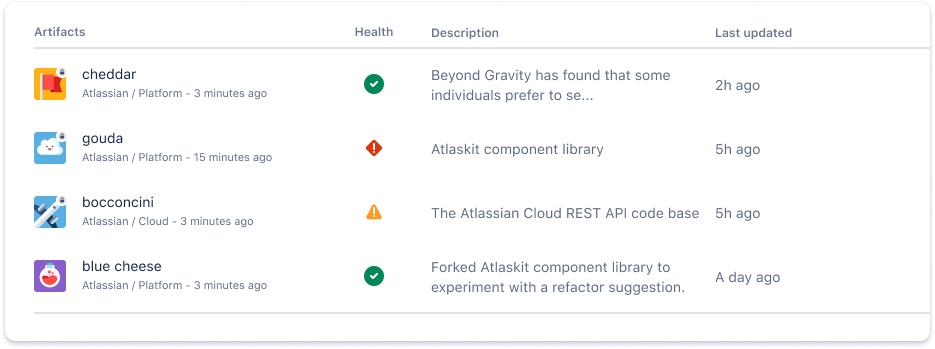 Artifacts Health Description Last updated
cheddar
Atlassian / Platform - 3 minutes ago
Beyond Gravity has found that some
individuals prefer to se...
2h ago
gouda
Atlassian / Platform - 15 minutes ago
Atlaskit component library
5h ago
bocconcini
Atlassian / Cloud - 3 minutes ago
The Atlassian Cloud REST API code base
5h ago
blue cheese
Atlassian / Platform - 3 minutes ago
Forked Atlaskit component library to
experiment with a refactor suggestion.
A day ago